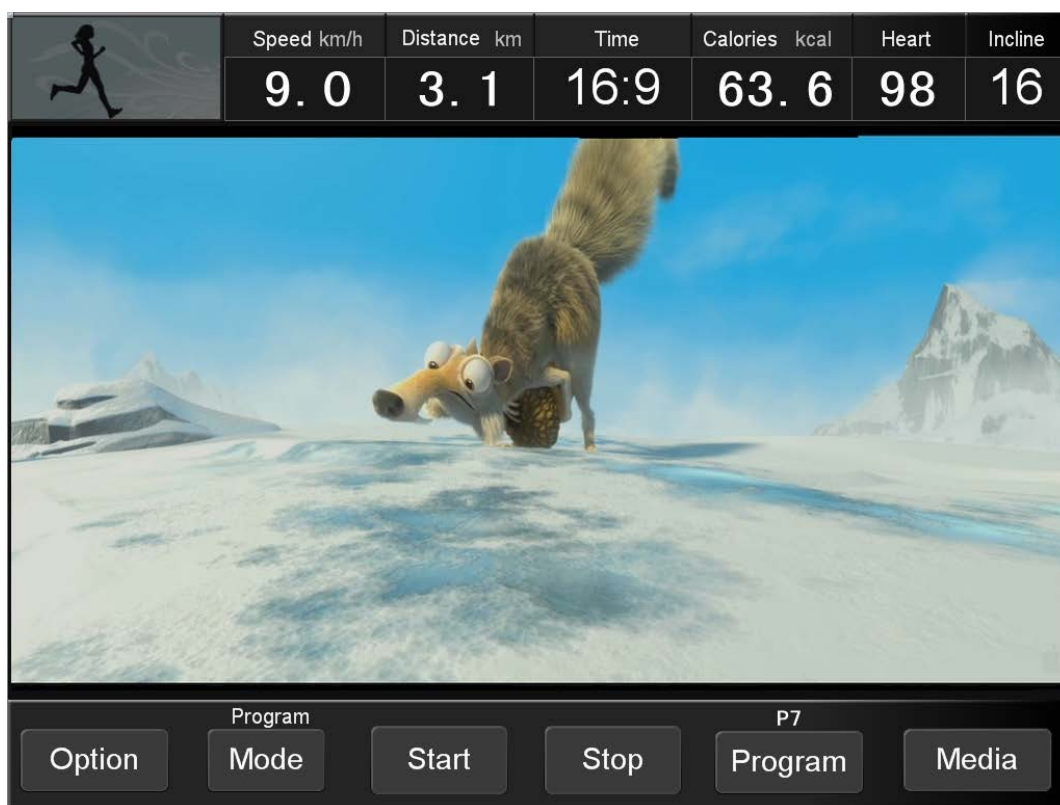 Speed km/h Distance km Time Calories kcal Heart Incline
9. 0 3. 1 16:9 63. 6 98 16
Program P7
Option Mode Start Stop Program Media